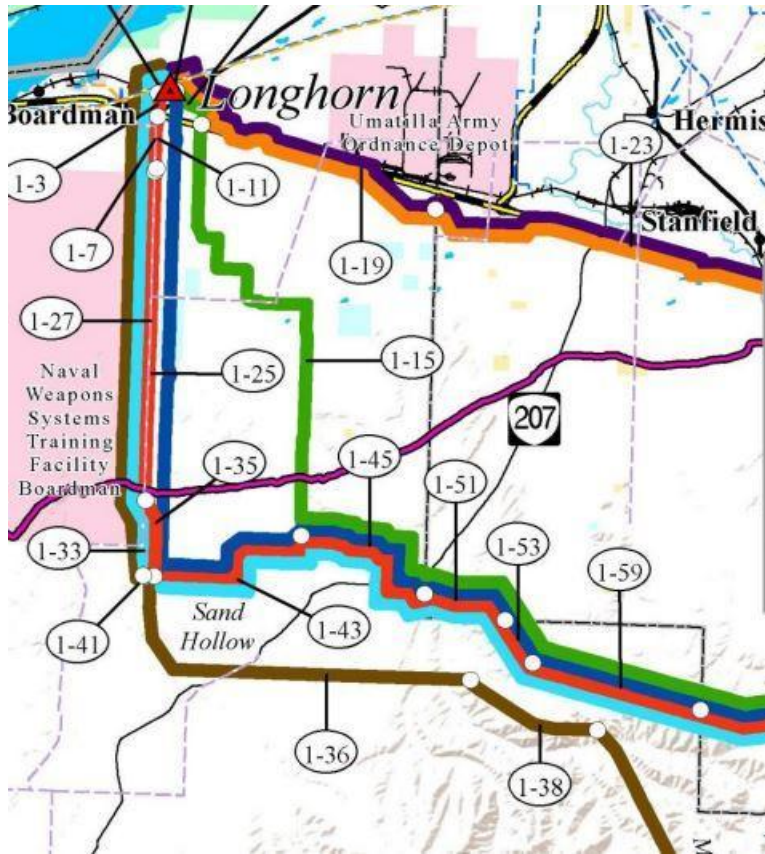 Boardman
Longhorn
Umatilla Army
Ordnance Depot
Hermis
1-23
1-3
1-11
Stanfield
1-7
1-19
1-27
1-15
1-25
Naval
Weapons
Systems
Training
Facility
Boardman
207
1-35
1-45
1-51
1-33
1-53
1-59
1-41
Sand
Hollow
1-43
1-36
1-38
M